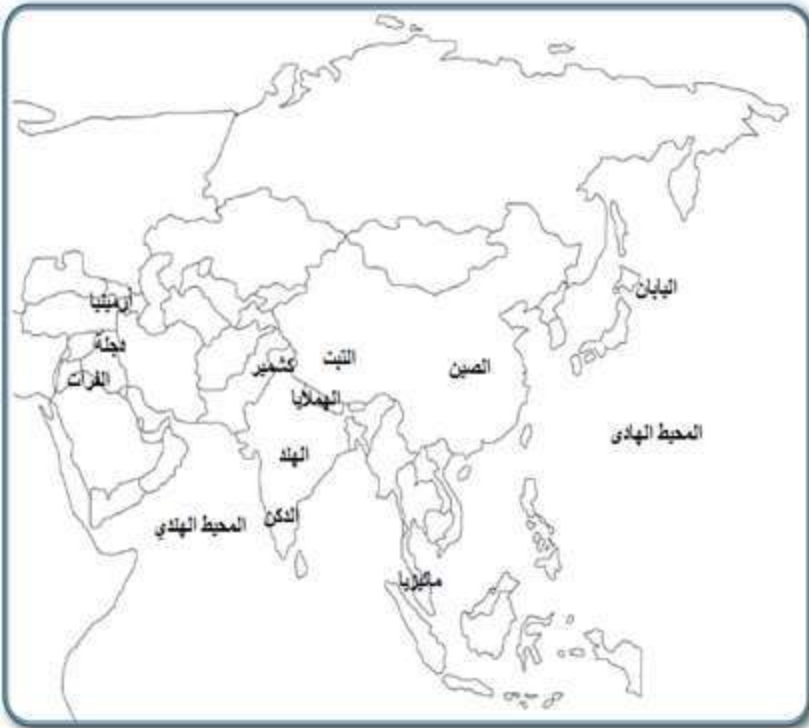 اليابان
أرمينيا
دجلة
الفرات
كشمير
التبت
الصين
الهملايا
المحيط الهادى
الهند
الدكن
المحيط الهندي
ماليزيا